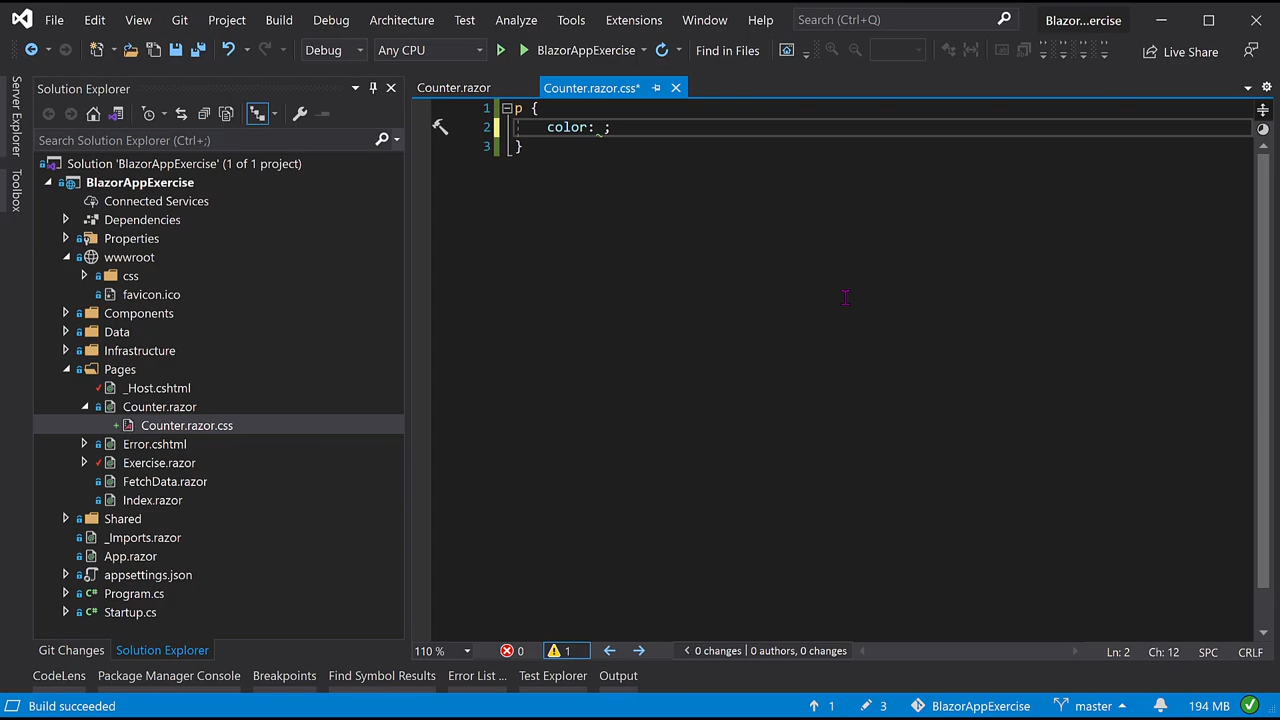 File Edit View Git Project Build Debug Architecture Test Analyze Tools Extensions Window Help Search (Ctrl+Q) Blazor...ercise
Debug Any CPU BlazorAppExercise Find in Files Live Share
Server Explorer
Toolbox
Solution Explorer
Search Solution Explorer (Ctrl+;)
Solution 'BlazorAppExercise' (1 of 1 project)
BlazorAppExercise
Connected Services
Dependencies
Properties
wwwroot
css
favicon.ico
Components
Data
Infrastructure
Pages
_Host.cshtml
Counter.razor
Counter.razor.css
Error.cshtml
Exercise.razor
FetchData.razor
Index.razor
Shared
_Imports.razor
App.razor
appsettings.json
Program.cs
Startup.cs
Git Changes Solution Explorer
Counter.razor Counter.razor.css*
1 p {
2 color: ;
3 }
110 % 0 1 0 changes | 0 authors, 0 changes Ln: 2 Ch: 12 SPC CRLF
CodeLens Package Manager Console Breakpoints Find Symbol Results Error List ... Test Explorer Output
Build succeeded 1 3 BlazorAppExercise master 194 MB